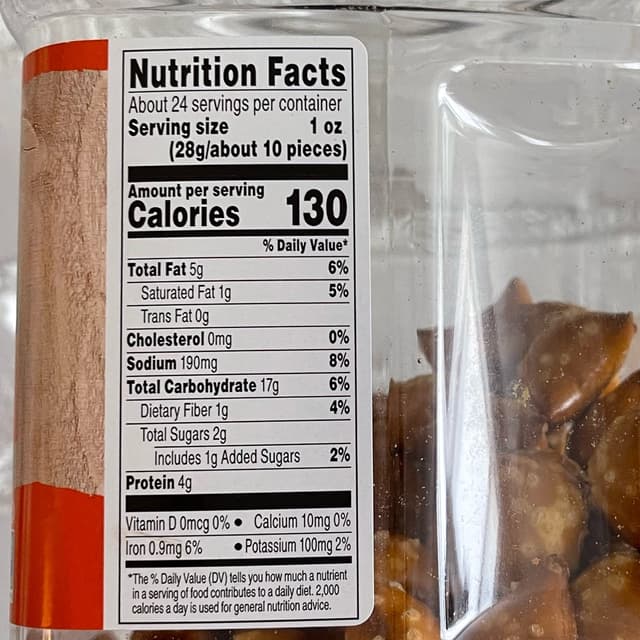 Nutrition Facts
About 24 servings per container
Serving size 1 oz
(28g/about 10 pieces)
Amount per serving
Calories 130
% Daily Value*
Total Fat 5g 6%
Saturated Fat 1g 5%
Trans Fat 0g
Cholesterol 0mg 0%
Sodium 190mg 8%
Total Carbohydrate 17g 6%
Dietary Fiber 1g 4%
Total Sugars 2g
Includes 1g Added Sugars 2%
Protein 4g
Vitamin D 0mcg 0% • Calcium 10mg 0%
Iron 0.9mg 6% • Potassium 100mg 2%
*The % Daily Value (DV) tells you how much a nutrient
in a serving of food contributes to a daily diet. 2,000
calories a day is used for general nutrition advice.